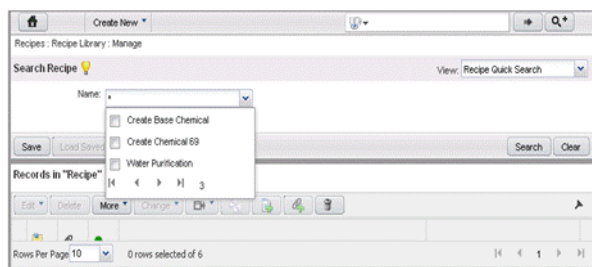 Create New
Recipes : Recipe Library : Manage
Search Recipe
View: Recipe Quick Search
Name: *
Create Base Chemical
Create Chemical 69
Water Purification
3
Save Load Saved
Search Clear
Records in "Recipe"
Edit Delete More Change
Rows Per Page 10 0 rows selected of 6
1